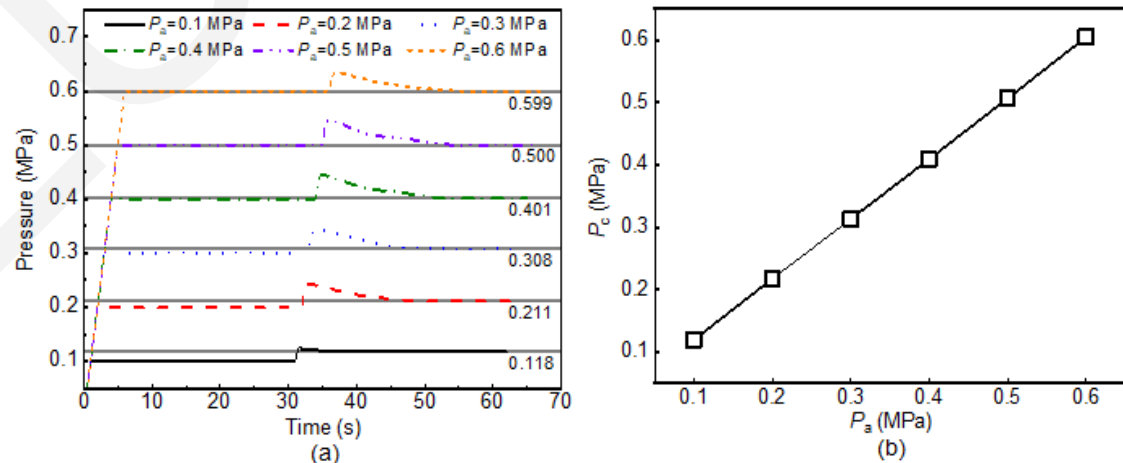 Pa=0.1 MPa Pa=0.2 MPa Pa=0.3 MPa
Pa=0.4 MPa Pa=0.5 MPa Pa=0.6 MPa
0.7
0.6
0.5
0.4
0.3
0.2
0.1
Pressure (MPa)
0.599
0.500
0.401
0.308
0.211
0.118
0 10 20 30 40 50 60 70
Time (s)
(a)
0.6
0.5
0.4
0.3
0.2
0.1
Pc (MPa)
0.1 0.2 0.3 0.4 0.5 0.6
Pa (MPa)
(b)